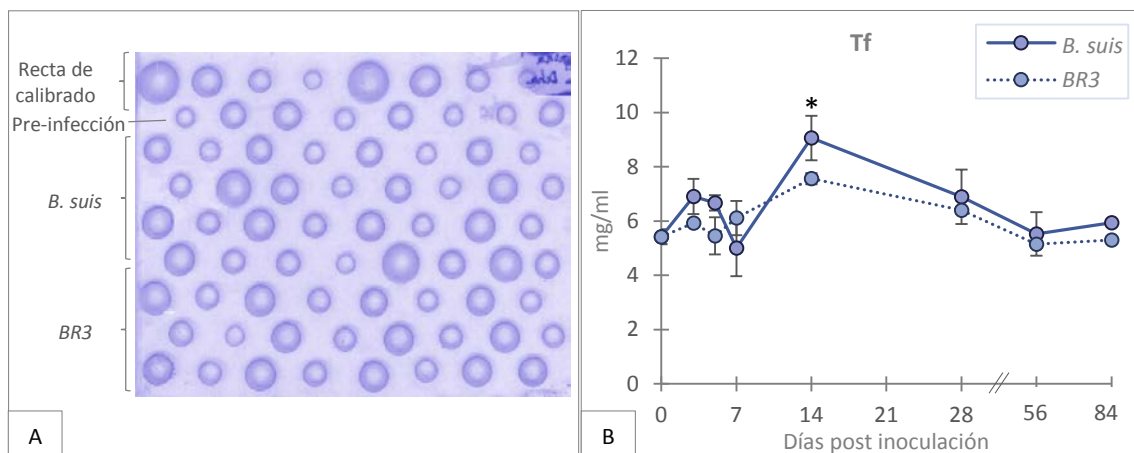 Recta de
calibrado
Pre-infección
B. suis
BR3
A
Tf
B. suis
BR3
*
mg/ml
12
10
8
6
4
2
0
0 7 14 21 28 56 84
Días post inoculación
B